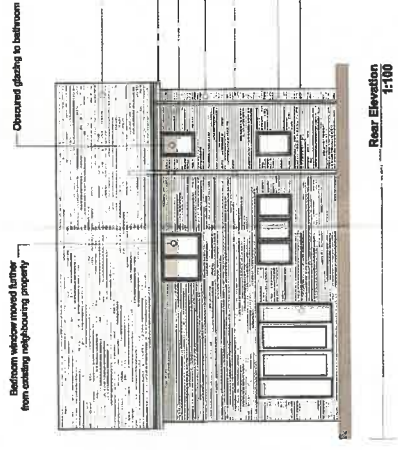 Bedroom window moved further
from existing neighbouring property
Obscured glazing to bathroom
Rear Elevation
1:100